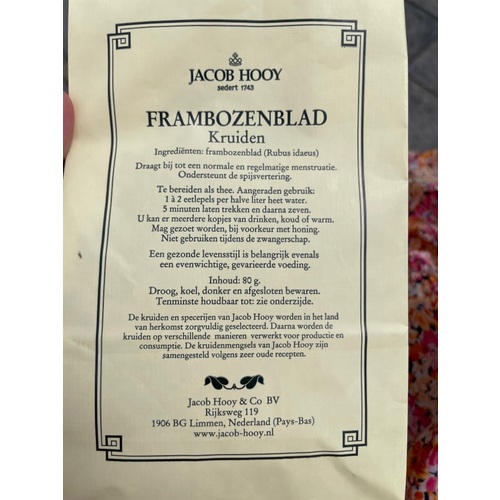 JACOB HOOY
sedert 1743
FRAMBOZENBLAD
Kruiden
Ingrediënten: frambozenblad (Rubus idaeus)
Draagt bij tot een normale en regelmatige menstruatie.
Ondersteunt de spijsvertering.
Te bereiden als thee. Aangeraden gebruik:
1 à 2 eetlepels per halve liter heet water.
5 minuten laten trekken en daarna zeven.
U kan er meerdere kopjes van drinken, koud of warm.
Mag gezoet worden, bij voorkeur met honing.
Niet gebruiken tijdens de zwangerschap.
Een gezonde levensstijl is belangrijk evenals
een evenwichtige, gevarieerde voeding.
Inhoud: 80 g.
Droog, koel, donker en afgesloten bewaren.
Tenminste houdbaar tot: zie onderzijde.
De kruiden en specerijen van Jacob Hooy worden in het land
van herkomst zorgvuldig geselecteerd. Daarna worden de
kruiden op verschillende manieren verwerkt voor productie en
consumptie. De kruidenmengsels van Jacob Hooy zijn
samengesteld volgens zeer oude recepten.
Jacob Hooy & Co BV
Rijksweg 119
1906 BG Limmen, Nederland (Pays-Bas)
www.jacob-hooy.nl